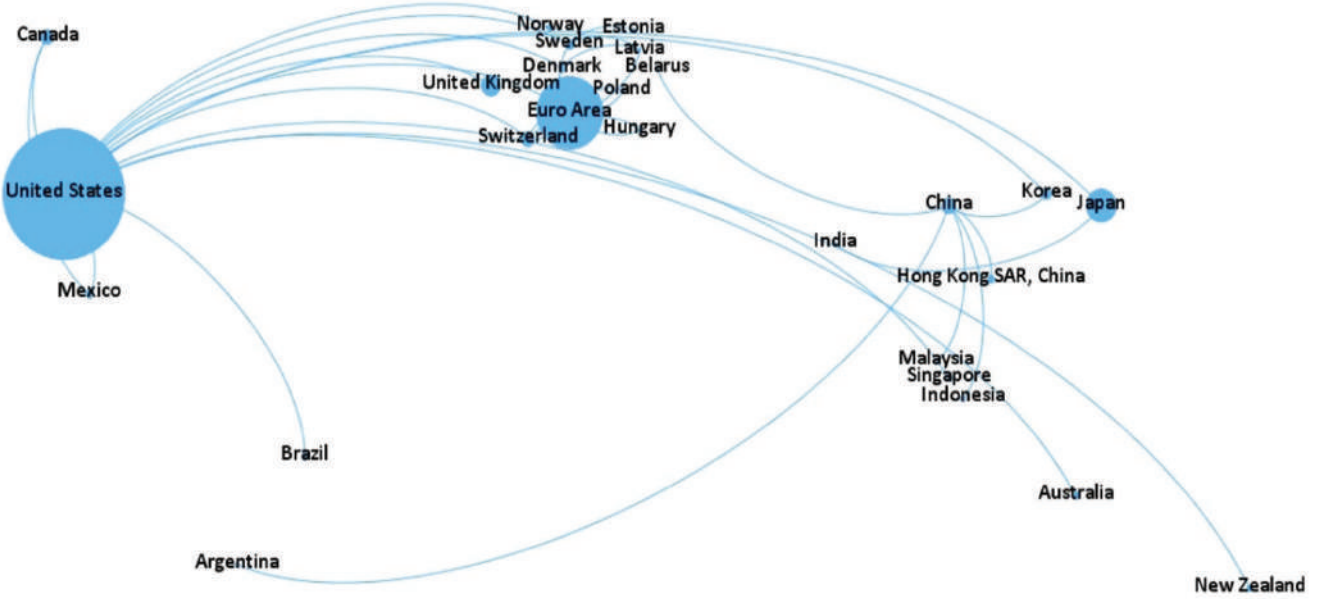 Norway
Estonia
Canada
Sweden
Latvia
Denmark
Belarus
United Kingdom
Poland
Euro Area
Hungary
Switzerland
United States
Korea
China
Japan
India
Hong Kong SAR, China
Mexico
Malaysia
Singapore
Indonesia
Brazil
Australia
Argentina
New Zealand